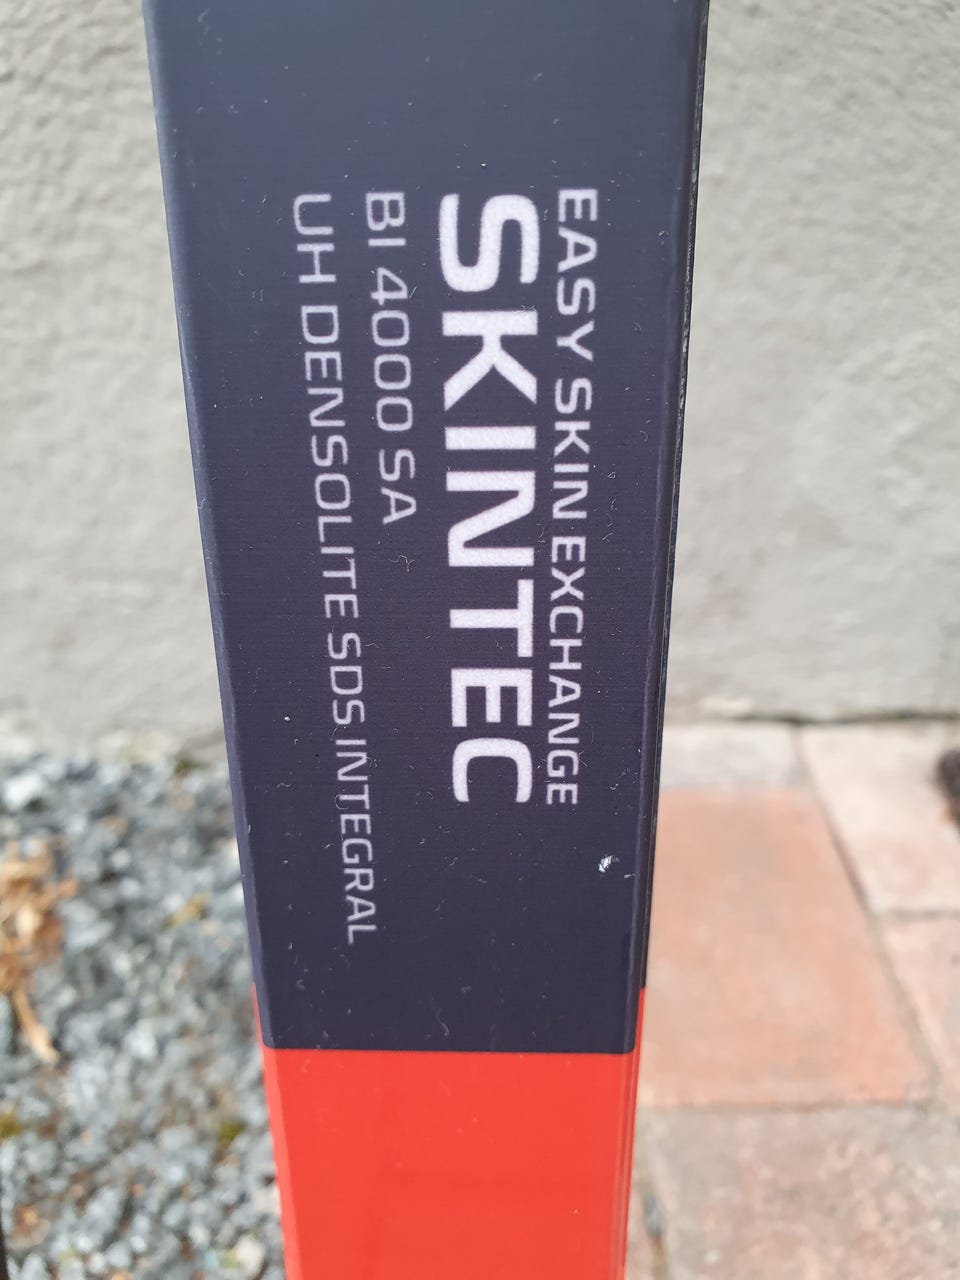 EASY SKIN EXCHANGE
SKINTEC
BI 4000 SA
UH DENSOLITE SDS INTEGRAL